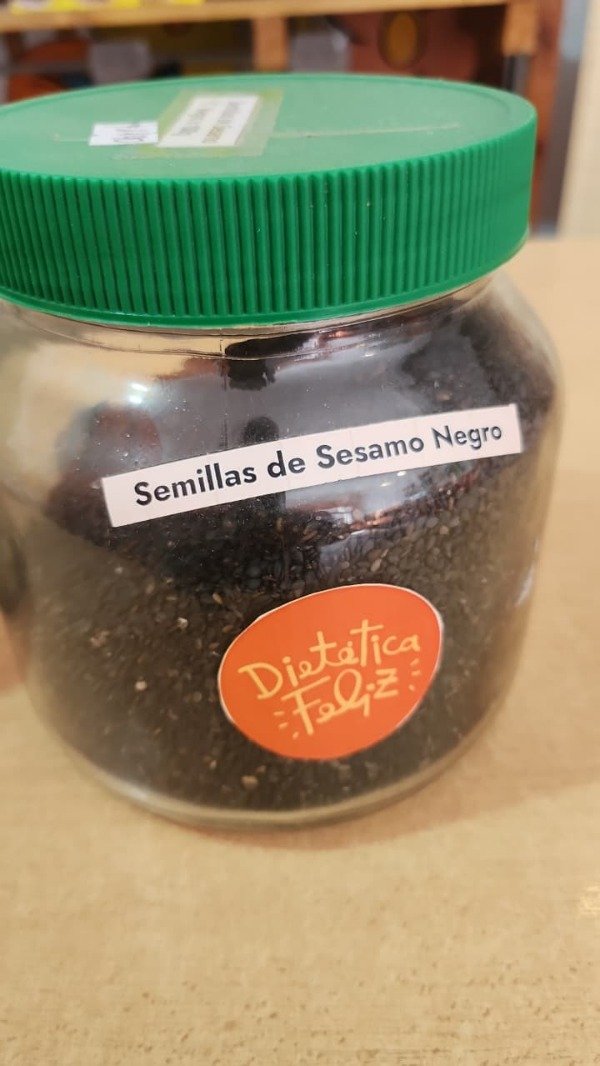 Semillas de Sesamo Negro
Dietética
Feliz